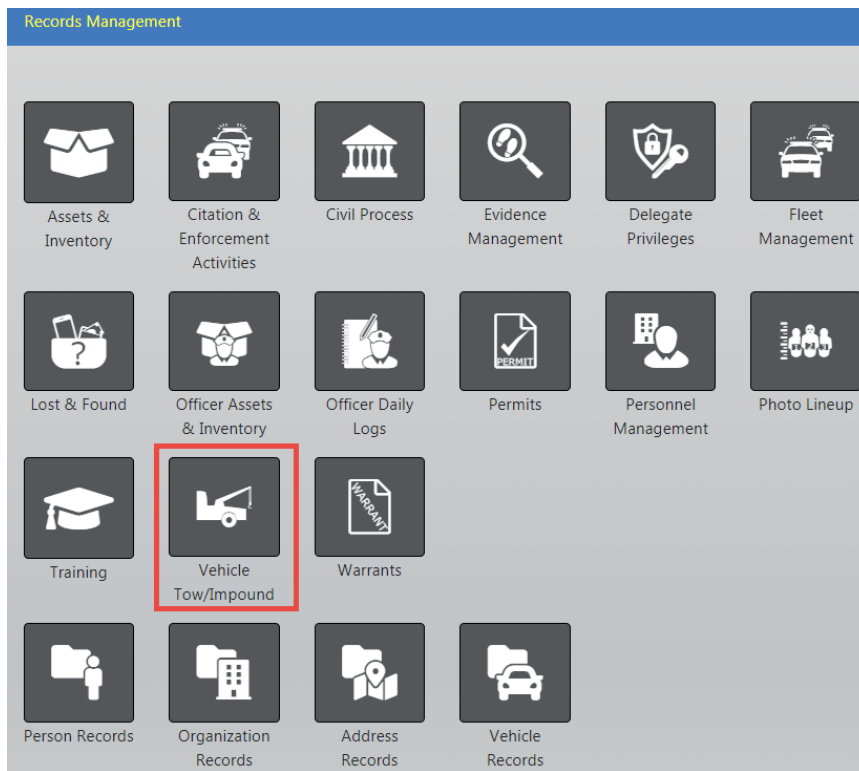 Records Management
Assets &
Inventory
Citation &
Enforcement
Activities
Civil Process
Evidence
Management
Delegate
Privileges
Fleet
Management
?
PERMIT
Lost & Found
Officer Assets
& Inventory
Officer Daily
Logs
Permits
Personnel
Management
Photo Lineup
WARRANT
Training
Vehicle
Tow/Impound
Warrants
Person Records
Organization
Records
Address
Records
Vehicle
Records